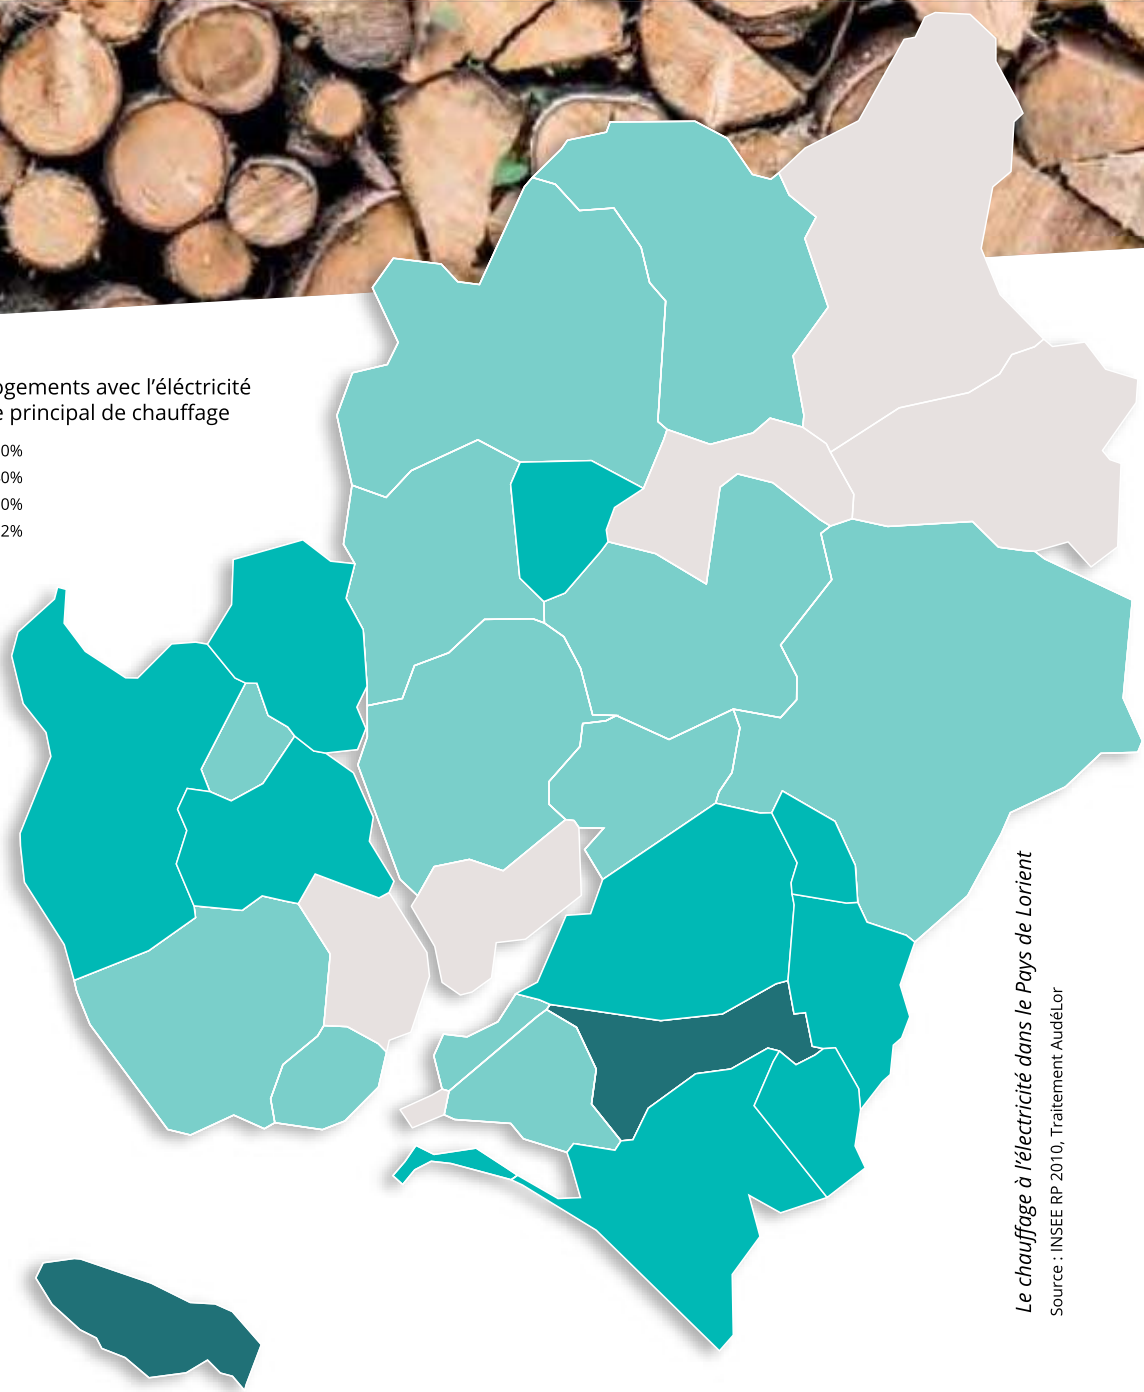 ogements avec l'éléctricité
e principal de chauffage
0%
0%
0%
2%
Le chauffage à l'électricité dans le Pays de Lorient
Source : INSEE RP 2010, Traitement AudéLor